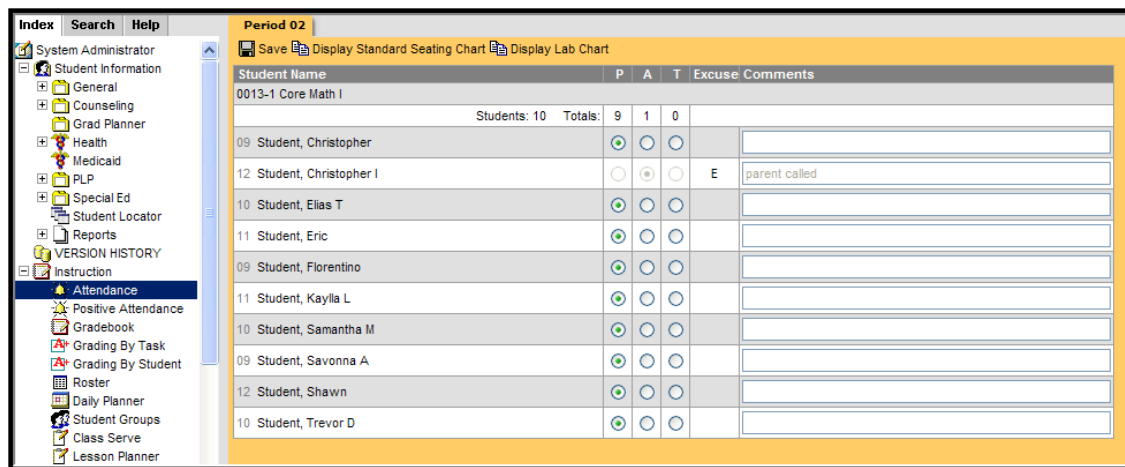 Index Search Help
System Administrator
Student Information
General
Counseling
Grad Planner
Health
Medicaid
PLP
Special Ed
Student Locator
Reports
VERSION HISTORY
Instruction
Attendance
Positive Attendance
Gradebook
Grading By Task
Grading By Student
Roster
Daily Planner
Student Groups
Class Serve
Lesson Planner
Period 02
Save Display Standard Seating Chart Display Lab Chart
Student Name P A T Excuse Comments
0013-1 Core Math I
Students: 10 Totals: 9 1 0
09 Student, Christopher
12 Student, Christopher I E parent called
10 Student, Elias T
11 Student, Eric
09 Student, Florentino
11 Student, Kaylla L
10 Student, Samantha M
09 Student, Savonna A
12 Student, Shawn
10 Student, Trevor D